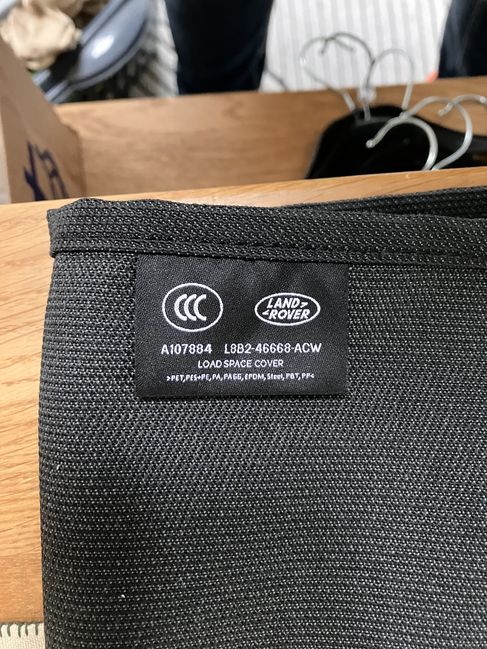 CCC
LAND
ROVER
A107884 L8B2-46668-ACW
LOAD SPACE COVER
>PET,PES+PE,PA,PA66,EPDM,Steel,PBT,PP<